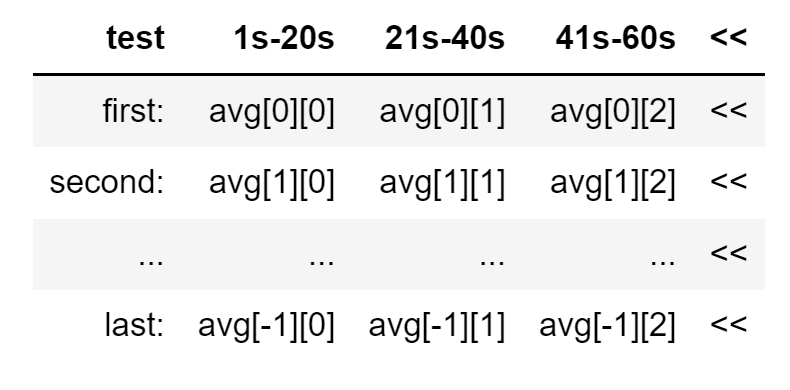 test 1s-20s 21s-40s 41s-60s <<
first: avg[0][0] avg[0][1] avg[0][2] <<
second: avg[1][0] avg[1][1] avg[1][2] <<
... ... ... ... <<
last: avg[-1][0] avg[-1][1] avg[-1][2] <<